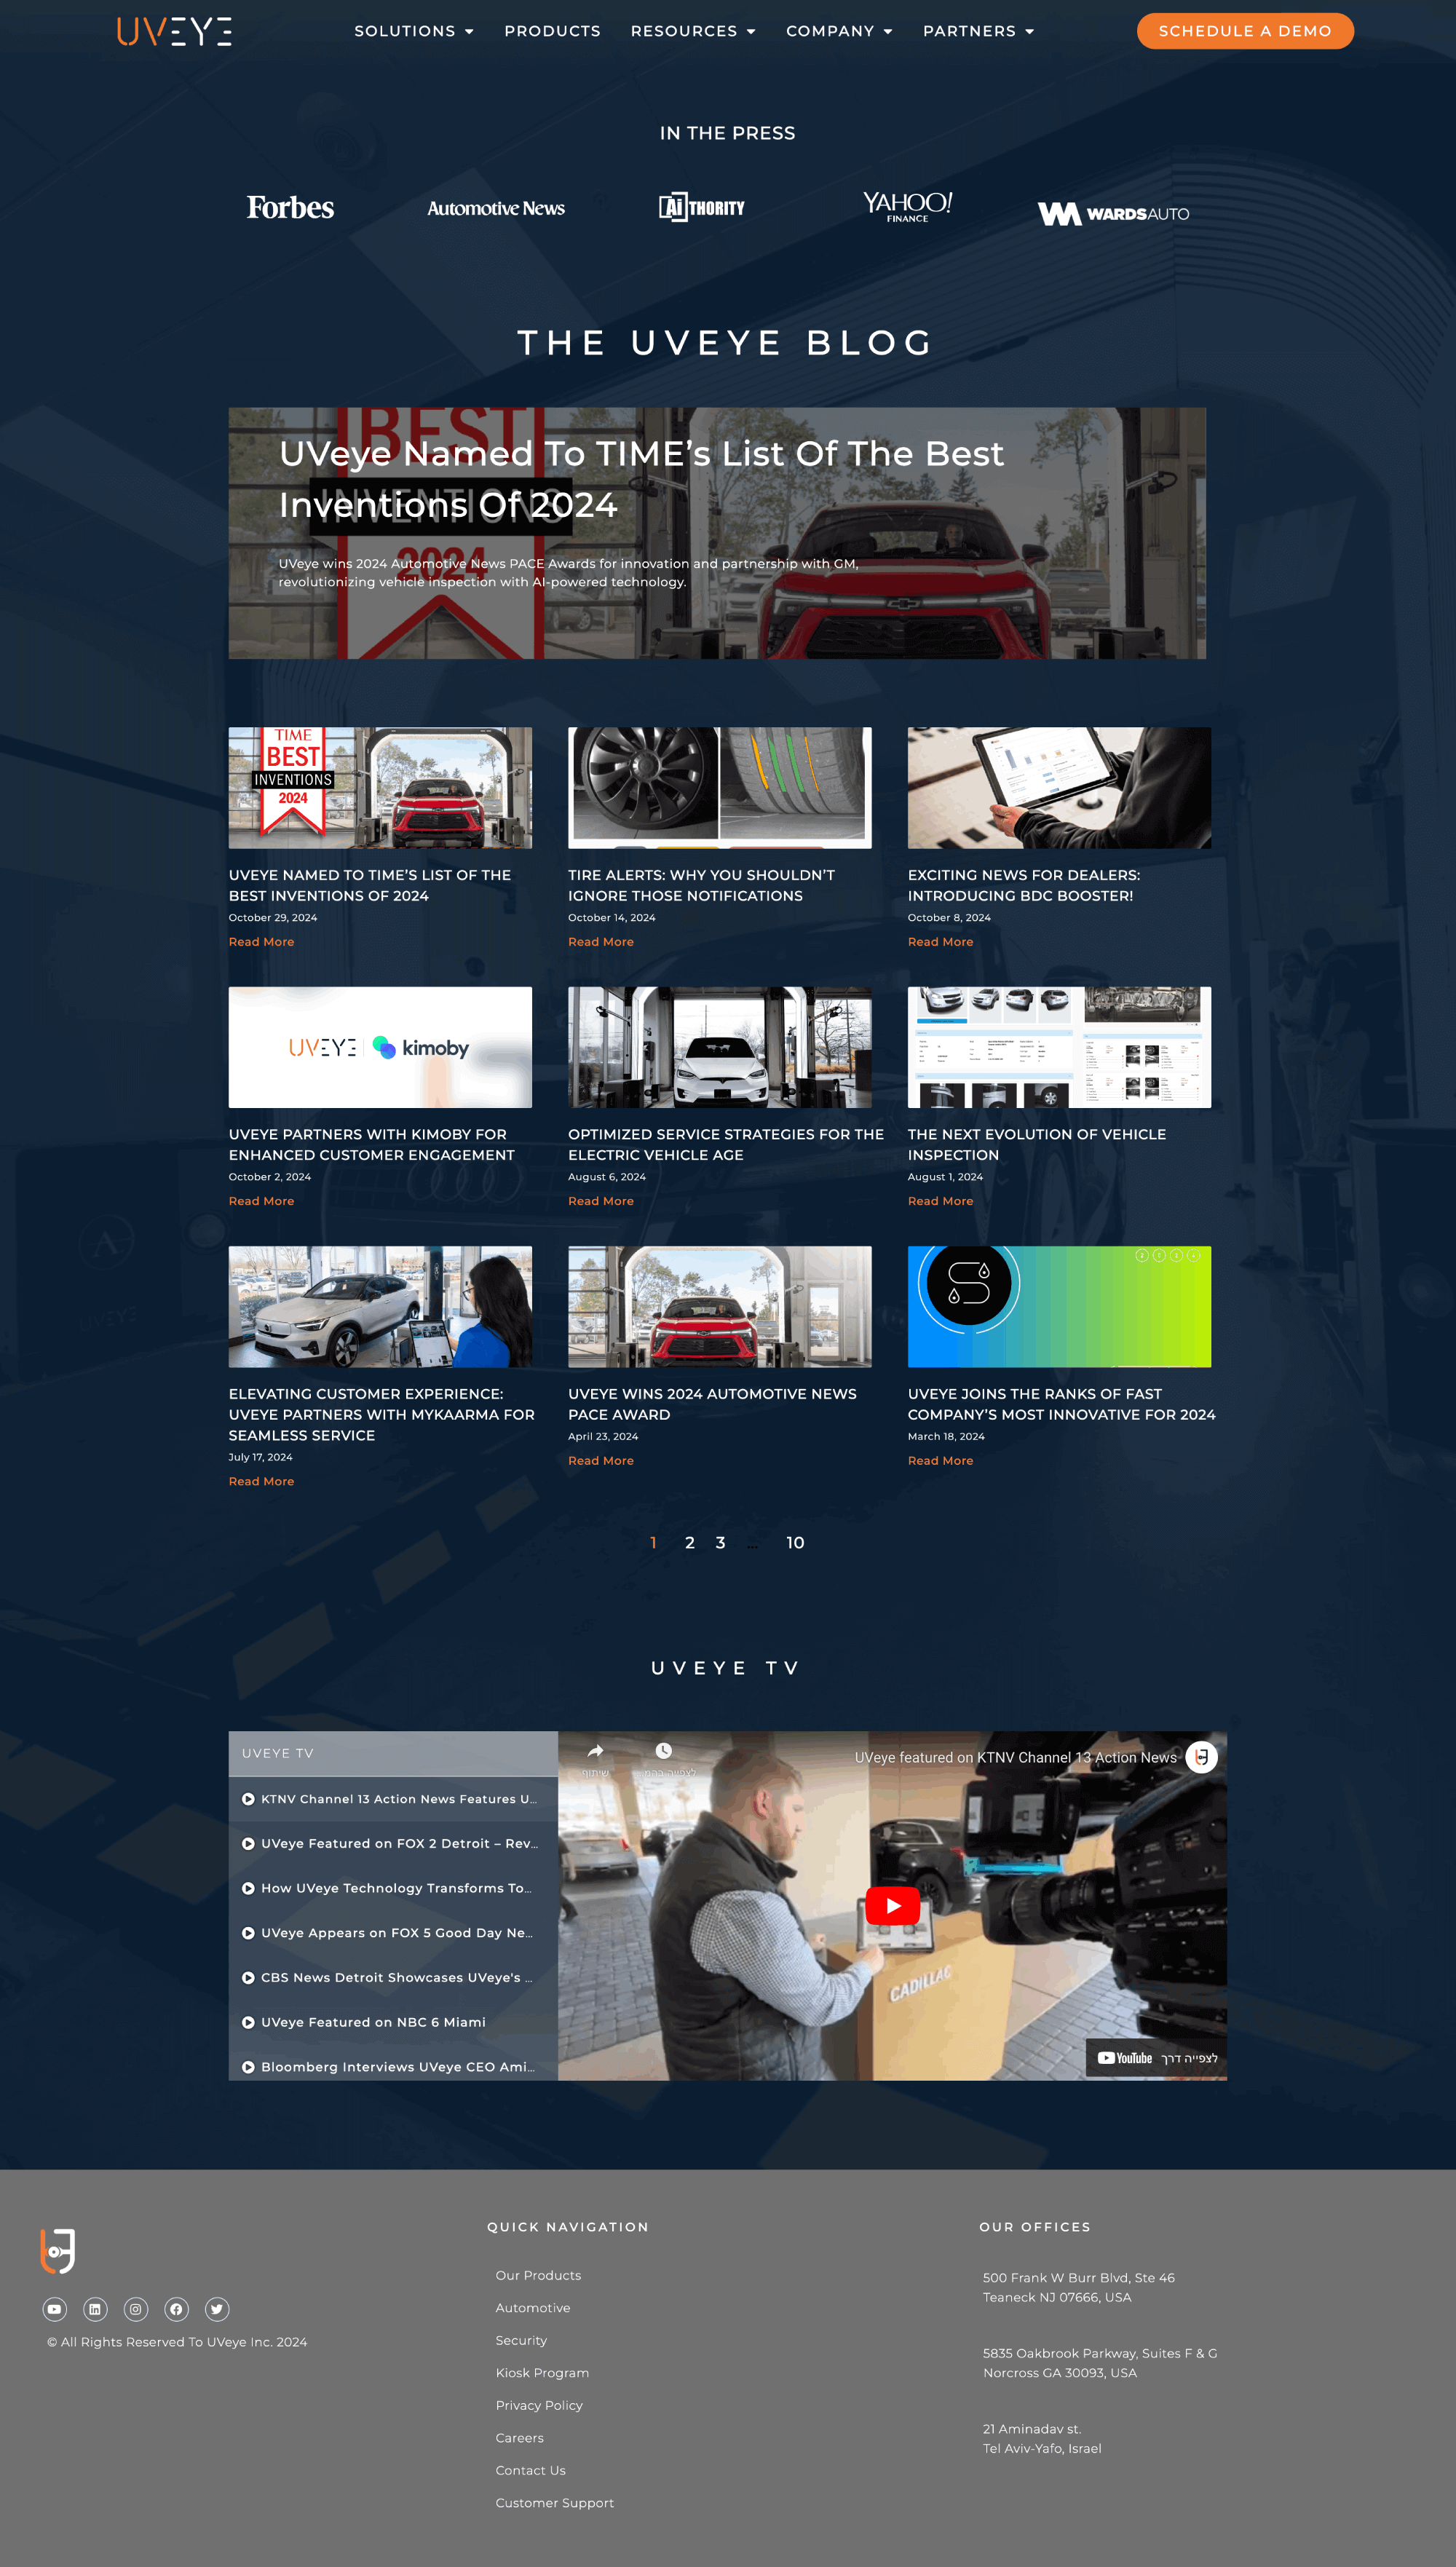 UVEYE
SOLUTIONS
PRODUCTS
RESOURCES
COMPANY
PARTNERS
SCHEDULE A DEMO
IN THE PRESS
Forbes
Automotive News
AiTHORITY
YAHOO!
FINANCE
WARDSAUTO
THE UVEYE BLOG
BEST
INVENTIONS
2024
UVeye Named To TIME’s List Of The Best
Inventions Of 2024
UVeye wins 2024 Automotive News PACE Awards for innovation and partnership with GM,
revolutionizing vehicle inspection with AI-powered technology.
TIME
BEST
INVENTIONS
2024
UVEYE NAMED TO TIME’S LIST OF THE
BEST INVENTIONS OF 2024
October 29, 2024
Read More
TIRE ALERTS: WHY YOU SHOULDN’T
IGNORE THOSE NOTIFICATIONS
October 14, 2024
Read More
EXCITING NEWS FOR DEALERS:
INTRODUCING BDC BOOSTER!
October 8, 2024
Read More
UVEYE kimoby
UVEYE PARTNERS WITH KIMOBY FOR
ENHANCED CUSTOMER ENGAGEMENT
October 2, 2024
Read More
OPTIMIZED SERVICE STRATEGIES FOR THE
ELECTRIC VEHICLE AGE
August 6, 2024
Read More
THE NEXT EVOLUTION OF VEHICLE
INSPECTION
August 1, 2024
Read More
ELEVATING CUSTOMER EXPERIENCE:
UVEYE PARTNERS WITH MYKAARMA FOR
SEAMLESS SERVICE
July 17, 2024
Read More
UVEYE WINS 2024 AUTOMOTIVE NEWS
PACE AWARD
April 23, 2024
Read More
2024
UVEYE JOINS THE RANKS OF FAST
COMPANY’S MOST INNOVATIVE FOR 2024
March 18, 2024
Read More
1 2 3 ... 10
UVEYE TV
UVEYE TV
KTNV Channel 13 Action News Features U...
UVeye Featured on FOX 2 Detroit – Rev...
How UVeye Technology Transforms To...
UVeye Appears on FOX 5 Good Day Ne...
CBS News Detroit Showcases UVeye's ...
UVeye Featured on NBC 6 Miami
Bloomberg Interviews UVeye CEO Ami...
שיתוף
לצפייה בהמ...
UVeye featured on KTNV Channel 13 Action News
CADILLAC
לצפייה דרך YouTube
© All Rights Reserved To UVeye Inc. 2024
QUICK NAVIGATION
Our Products
Automotive
Security
Kiosk Program
Privacy Policy
Careers
Contact Us
Customer Support
OUR OFFICES
500 Frank W Burr Blvd, Ste 46
Teaneck NJ 07666, USA
5835 Oakbrook Parkway, Suites F & G
Norcross GA 30093, USA
21 Aminadav st.
Tel Aviv-Yafo, Israel